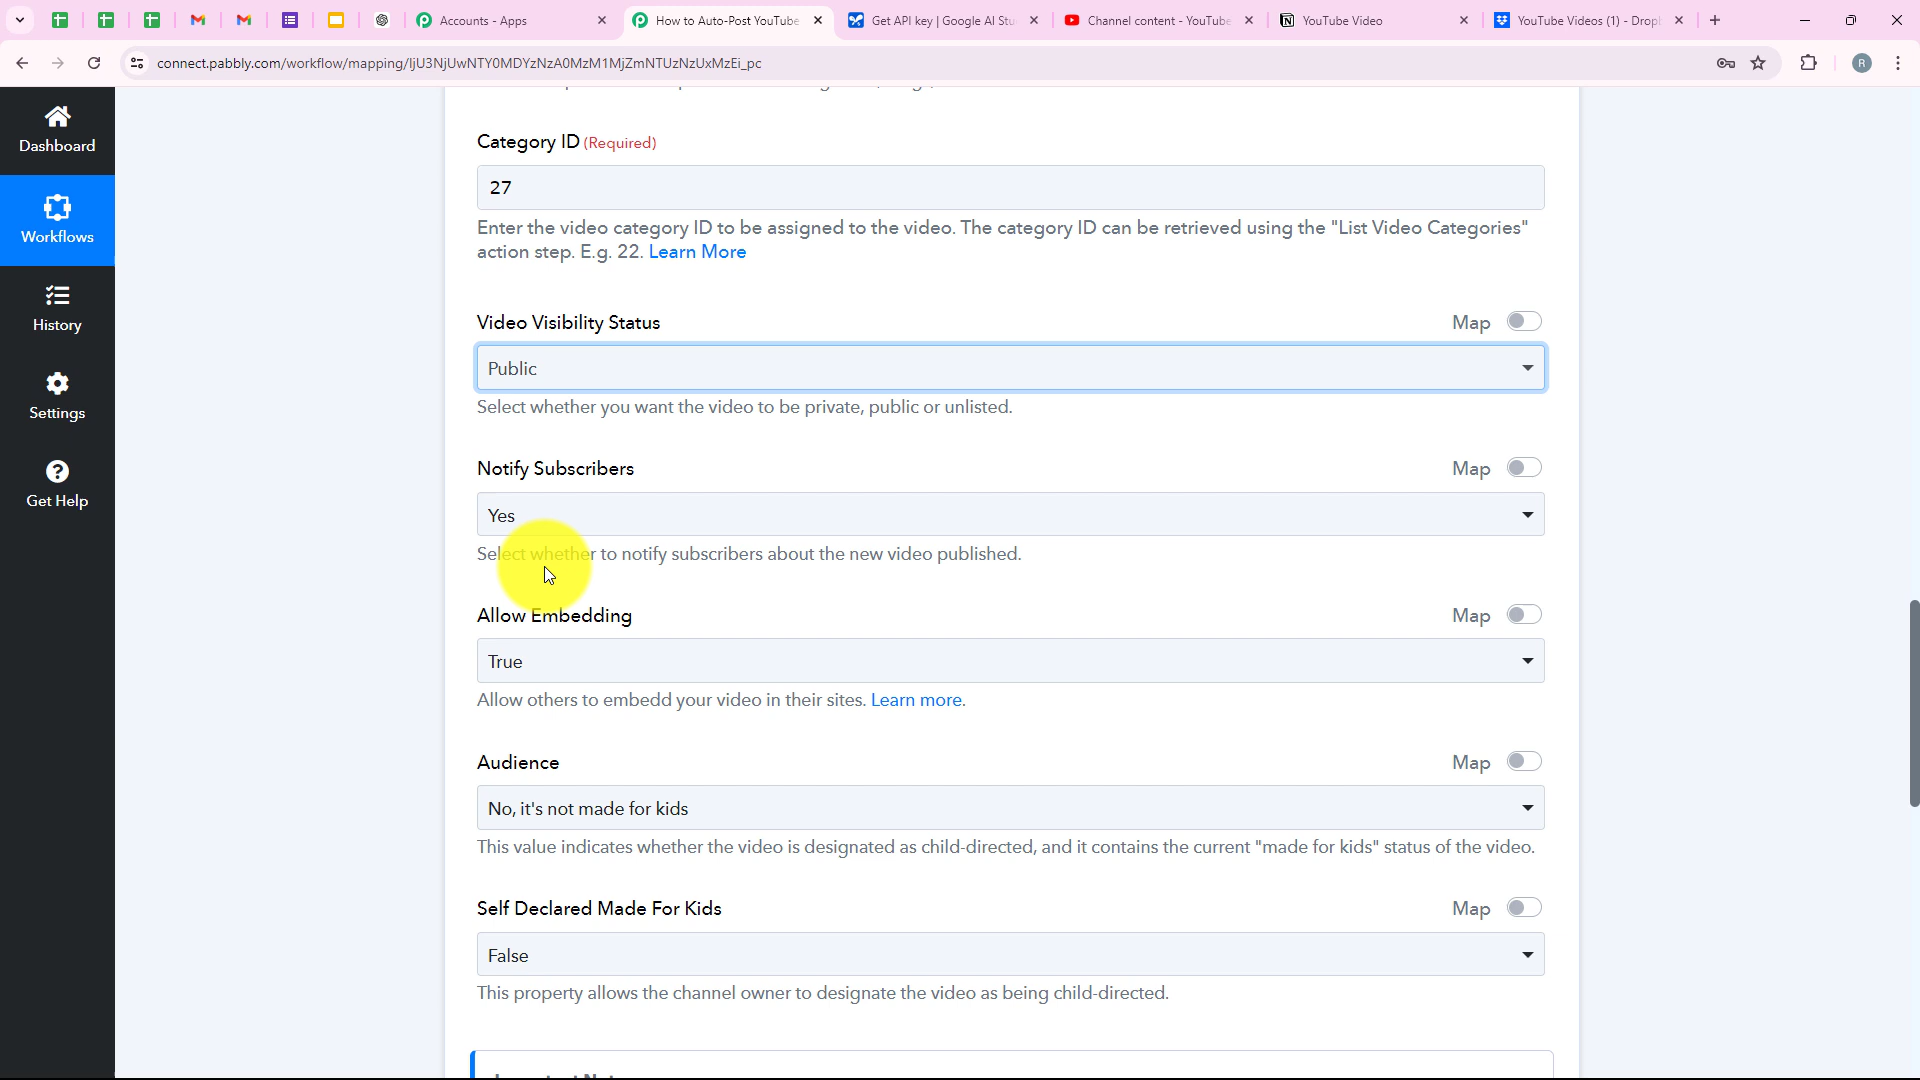 Accounts - Apps
How to Auto-Post YouTube
Get API key | Google AI Stu
Channel content - YouTube
YouTube Video
YouTube Videos (1) - Dropb
connect.pabbly.com/workflow/mapping/IjU3NjUwNTY0MDYzNzA0MzM1MjZmNTUzNzUxMzEi_pc
R
Dashboard
Workflows
History
Settings
Get Help
Category ID (Required)
27
Enter the video category ID to be assigned to the video. The category ID can be retrieved using the "List Video Categories"
action step. E.g. 22. Learn More
Video Visibility Status
Map
Public
Select whether you want the video to be private, public or unlisted.
Notify Subscribers
Map
Yes
Select whether to notify subscribers about the new video published.
Allow Embedding
Map
True
Allow others to embedd your video in their sites. Learn more.
Audience
Map
No, it's not made for kids
This value indicates whether the video is designated as child-directed, and it contains the current "made for kids" status of the video.
Self Declared Made For Kids
Map
False
This property allows the channel owner to designate the video as being child-directed.